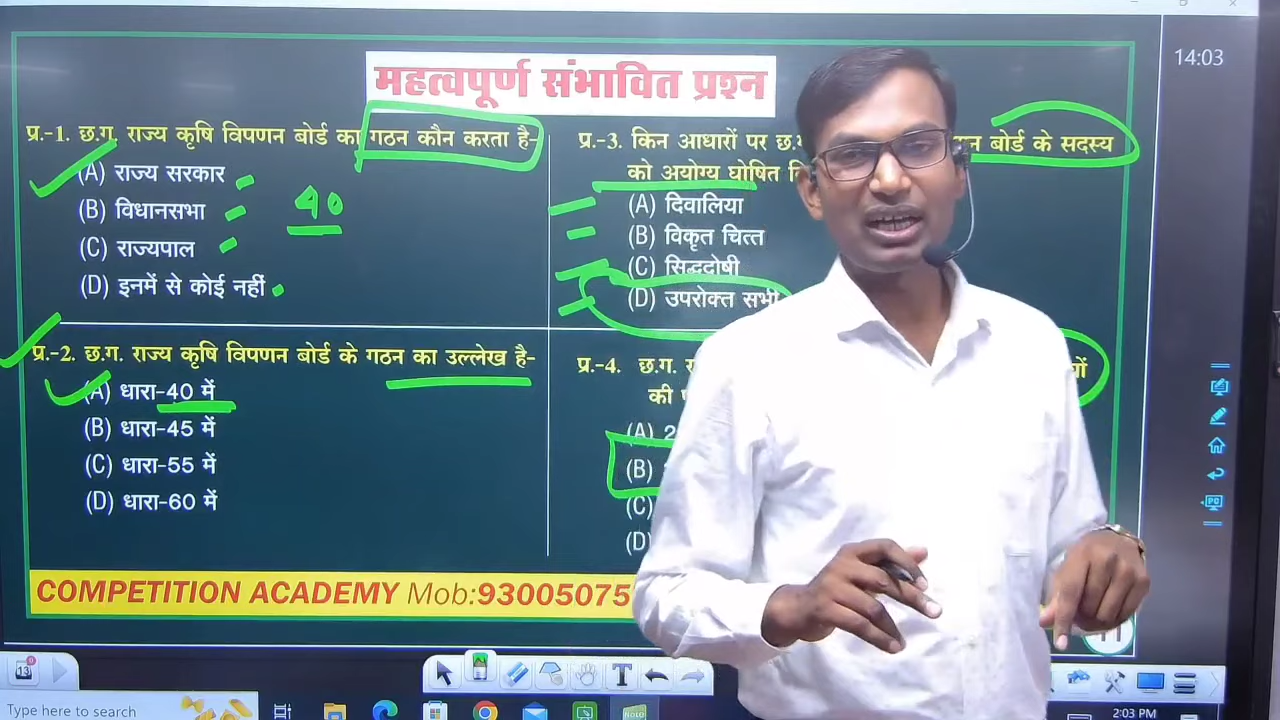 14:03
महत्वपूर्ण संभावित प्रश्न
प्र.-1. छ.ग. राज्य कृषि विपणन बोर्ड का गठन कौन करता है-
(A) राज्य सरकार
(B) विधानसभा
(C) राज्यपाल
(D) इनमें से कोई नहीं
40
प्र.-2. छ.ग. राज्य कृषि विपणन बोर्ड के गठन का उल्लेख है-
(A) धारा-40 में
(B) धारा-45 में
(C) धारा-55 में
(D) धारा-60 में
प्र.-3. किन आधारों पर छ.ग. बोर्ड के सदस्य
को अयोग्य घोषित
(A) दिवालिया
(B) विकृत चित्त
(C) सिद्धदोषी
(D) उपरोक्त सभी
प्र.-4. छ.ग.
की
(A)
(B)
(C)
(D)
COMPETITION ACADEMY Mob:93005075
13
Type here to search
2:03 PM